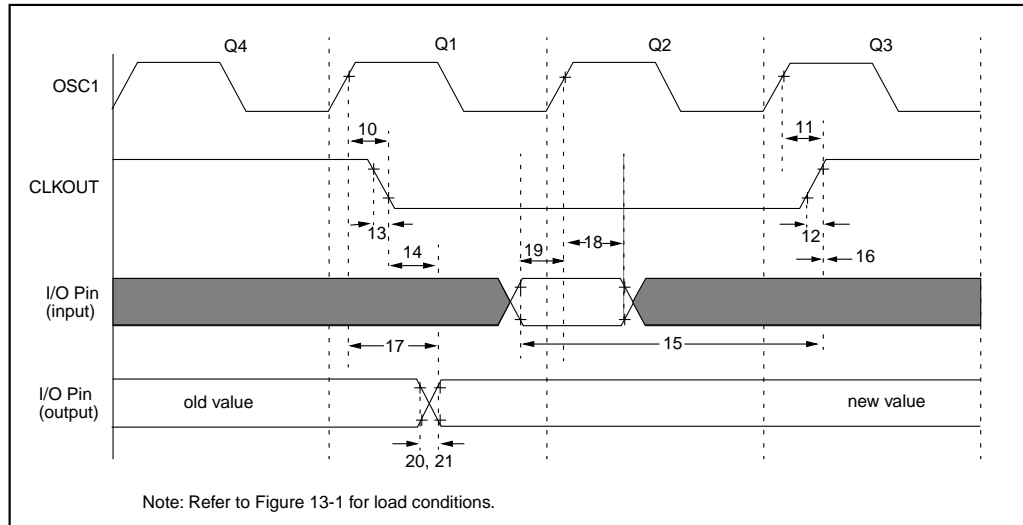 Q4 Q1 Q2 Q3
OSC1
10 11
CLKOUT
13 12
14 19 18 16
I/O Pin
(input)
17 15
I/O Pin
(output)
old value new value
20, 21
Note: Refer to Figure 13-1 for load conditions.